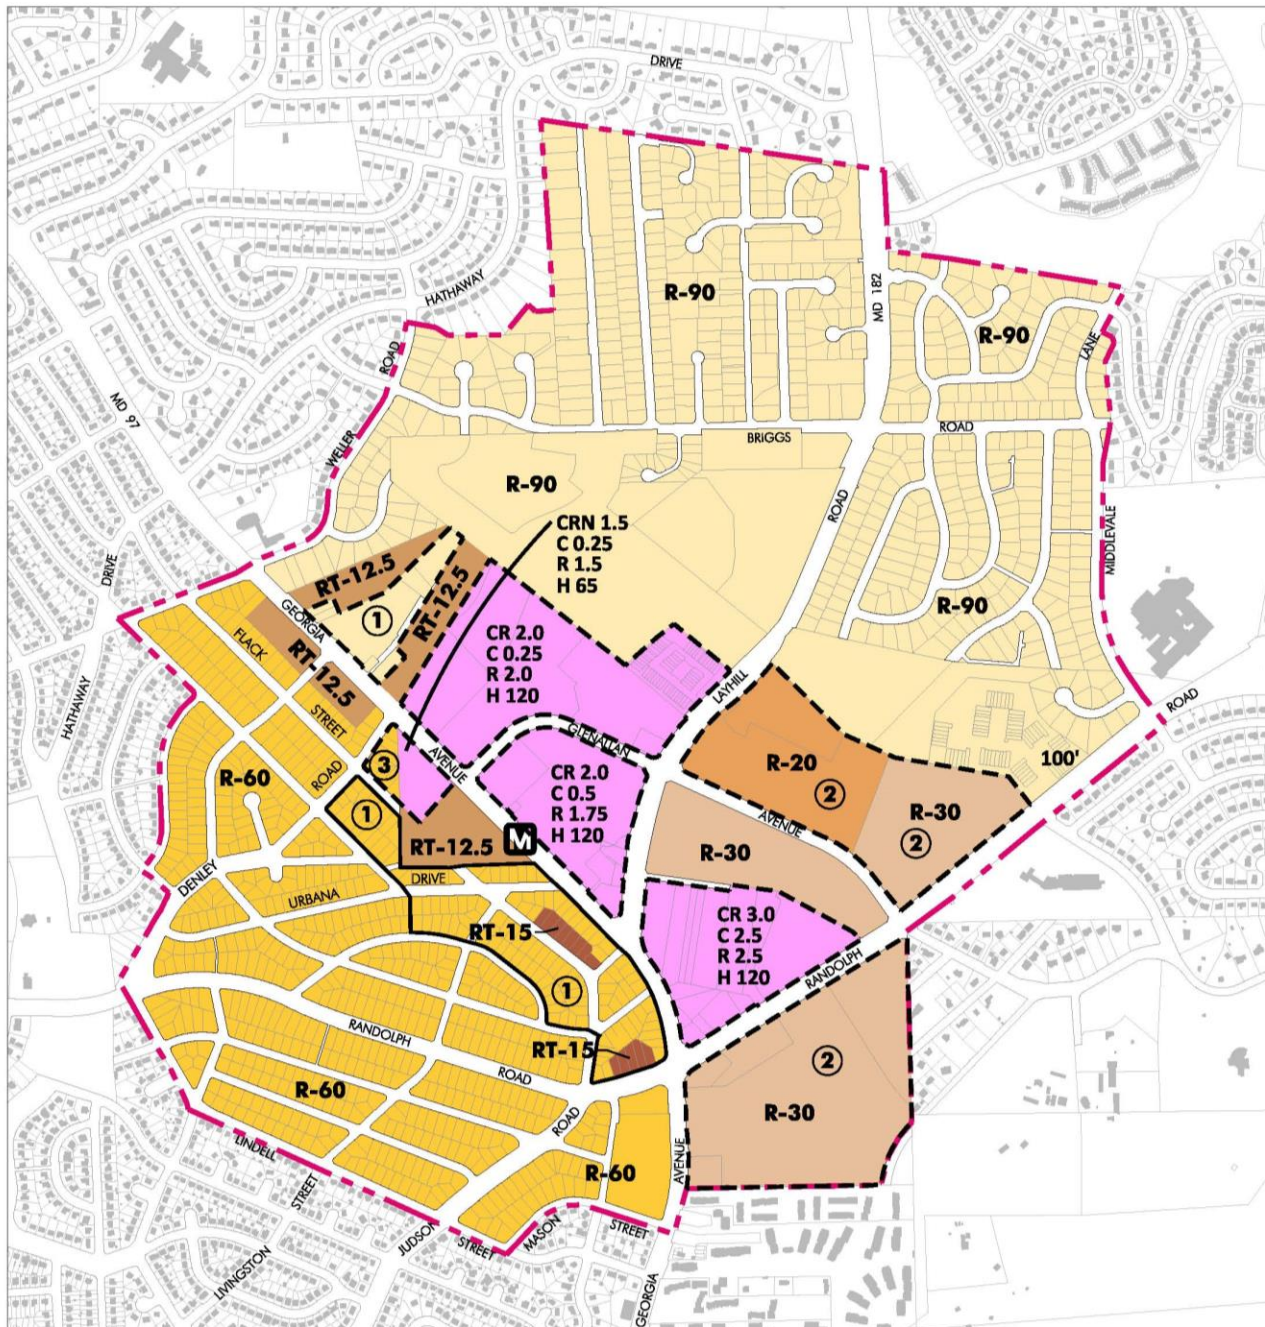 DRIVE
HATHAWAY
R-90
MD 182
R-90
LANE
MD 97
ROAD
WELLER
BRIGGS
ROAD
R-90
ROAD
MIDDLEVALE
CRN 1.5
C 0.25
R 1.5
H 65
DRIVE
RT-12.5
RT-12.5
GEORGIA
1
R-90
FLACK
CR 2.0
C 0.25
R 2.0
H 120
RT-12.5
HATHAWAY
LAYHILL
ROAD
STREET
GLENALLAN
AVENUE
3
R-20
2
100'
R-60
ROAD
CR 2.0
C 0.5
R 1.75
H 120
R-30
2
1
AVENUE
M
RT-12.5
R-30
DRIVE
DENLEY
URBANA
RT-15
CR 3.0
C 2.5
R 2.5
H 120
RANDOLPH
1
RANDOLPH
RT-15
ROAD
2
R-60
R-30
ROAD
LINDELL
R-60
AVENUE
STREET
JUDSON
STREET
MASON
STREET
LIVINGSTON
GEORGIA